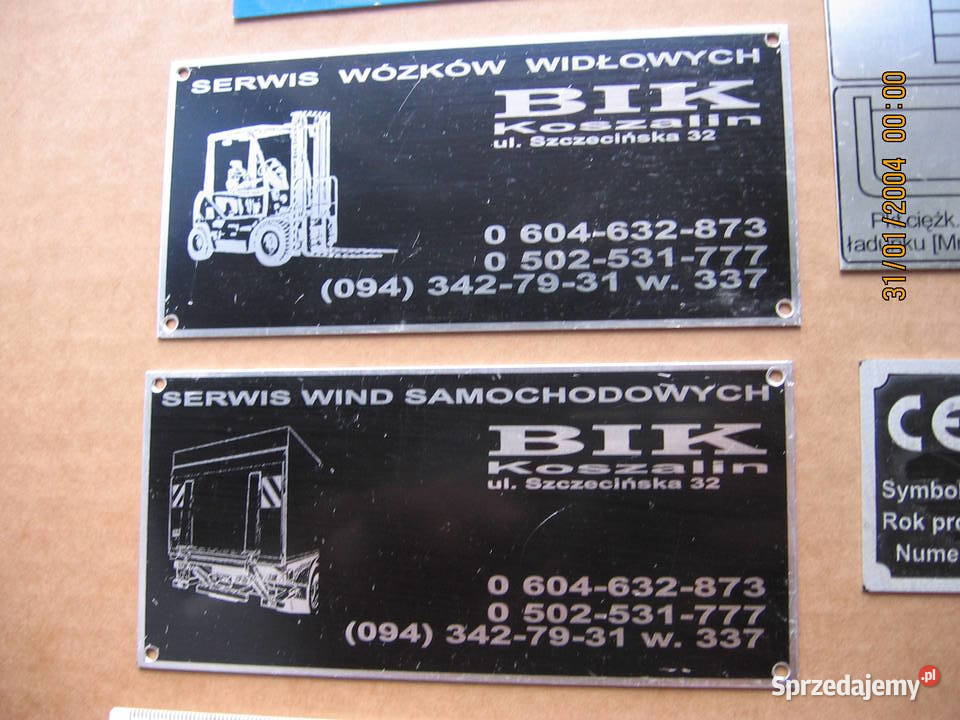 SERWIS WÓZKÓW WIDŁOWYCH
BIK
Koszalin
ul. Szczecińska 32
0 604-632-873
0 502-531-777
(094) 342-79-31 w. 337
SERWIS WIND SAMOCHODOWYCH
BIK
Koszalin
ul. Szczecińska 32
0 604-632-873
0 502-531-777
(094) 342-79-31 w. 337
ciężk.
CE
Symbol
Rok pro
Nume
31/01/2004 00:00
Sprzedajemy.pl